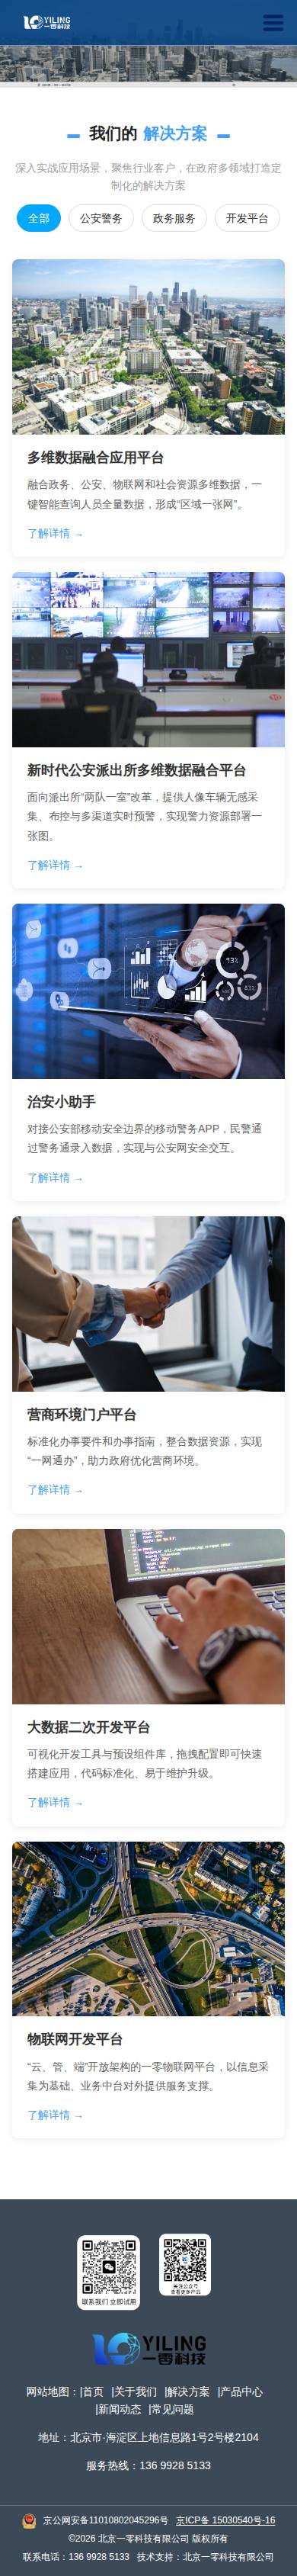 YILING
一零科技
我们的 解决方案
深入实战应用场景，聚焦行业客户，在政府多领域打造定
制化的解决方案
全部
公安警务
政务服务
开发平台
多维数据融合应用平台
融合政务、公安、物联网和社会资源多维数据，一
键智能查询人员全量数据，形成“区域一张网”。
了解详情 →
新时代公安派出所多维数据融合平台
面向派出所“两队一室”改革，提供人像车辆无感采
集、布控与多渠道实时预警，实现警力资源部署一
张图。
了解详情 →
治安小助手
对接公安部移动安全边界的移动警务APP，民警通
过警务通录入数据，实现与公安网安全交互。
了解详情 →
营商环境门户平台
标准化办事要件和办事指南，整合数据资源，实现
“一网通办”，助力政府优化营商环境。
了解详情 →
大数据二次开发平台
可视化开发工具与预设组件库，拖拽配置即可快速
搭建应用，代码标准化、易于维护升级。
了解详情 →
物联网开发平台
“云、管、端”开放架构的一零物联网平台，以信息采
集为基础、业务中台对外提供服务支撑。
了解详情 →
联系我们 立即试用
关注公众号
查看更多产品
YILING
一零科技
网站地图：|首页 |关于我们 |解决方案 |产品中心
|新闻动态 |常见问题
地址：北京市·海淀区上地信息路1号2号楼2104
服务热线：136 9928 5133
京公网安备11010802045296号 京ICP备 15030540号-16
©2026 北京一零科技有限公司 版权所有
联系电话：136 9928 5133 技术支持：北京一零科技有限公司